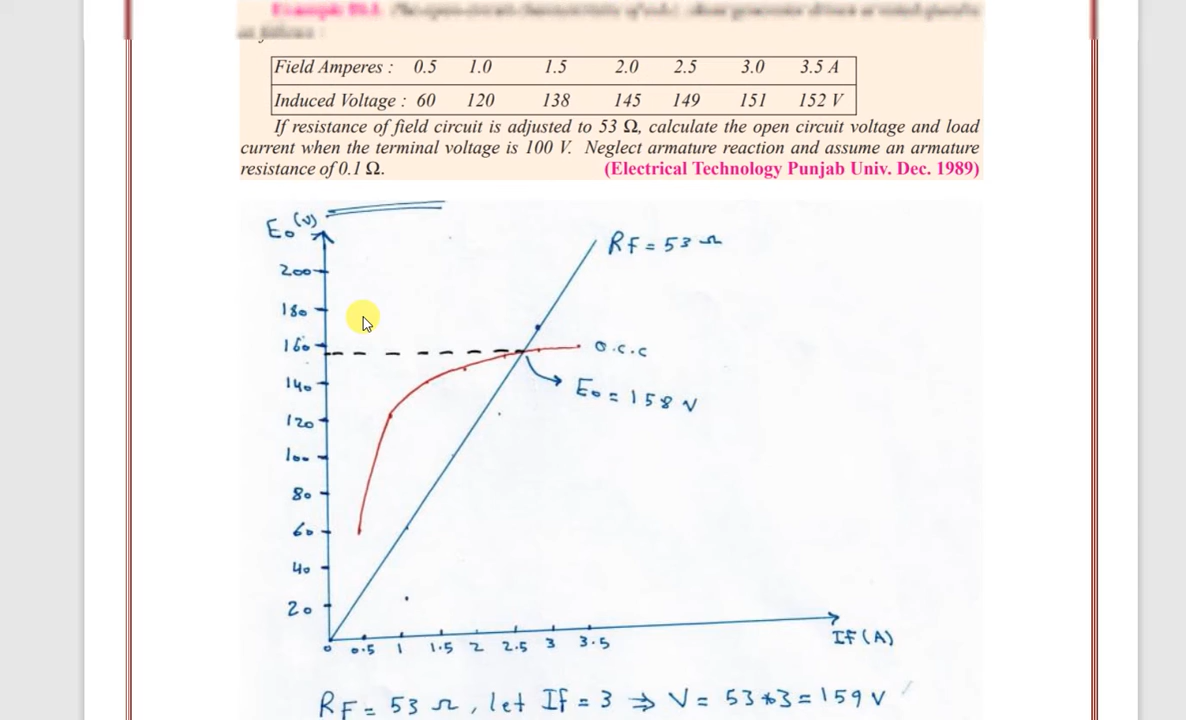 Field Amperes : 0.5 1.0 1.5 2.0 2.5 3.0 3.5 A
Induced Voltage : 60 120 138 145 149 151 152 V
If resistance of field circuit is adjusted to 53 Ω, calculate the open circuit voltage and load
current when the terminal voltage is 100 V. Neglect armature reaction and assume an armature
resistance of 0.1 Ω. (Electrical Technology Punjab Univ. Dec. 1989)
Eo (V)
RF = 53 Ω
200
180
160
O.C.C
140
Eo = 158 V
120
100
80
60
40
20
0 0.5 1 1.5 2 2.5 3 3.5
If (A)
RF = 53 Ω, let If = 3 ⇒ V = 53*3 = 159 V